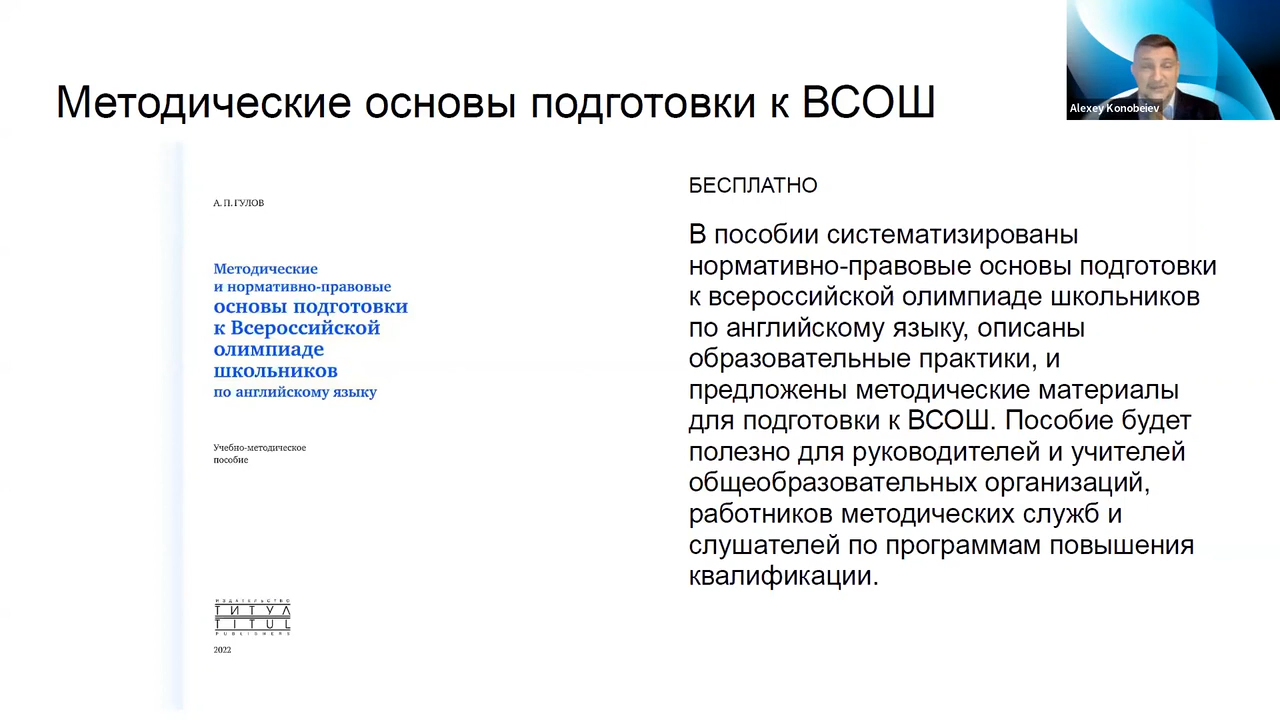 Методические основы подготовки к ВСОШ
Alexey Konobeiev
А. П. ГУЛОВ
Методические
и нормативно-правовые
основы подготовки
к Всероссийской
олимпиаде
школьников
по английскому языку
Учебно-методическое
пособие
ИЗДАТЕЛЬСТВО
ТИТУЛ
TITUL
PUBLISHERS
2022
БЕСПЛАТНО
В пособии систематизированы
нормативно-правовые основы подготовки
к всероссийской олимпиаде школьников
по английскому языку, описаны
образовательные практики, и
предложены методические материалы
для подготовки к ВСОШ. Пособие будет
полезно для руководителей и учителей
общеобразовательных организаций,
работников методических служб и
слушателей по программам повышения
квалификации.